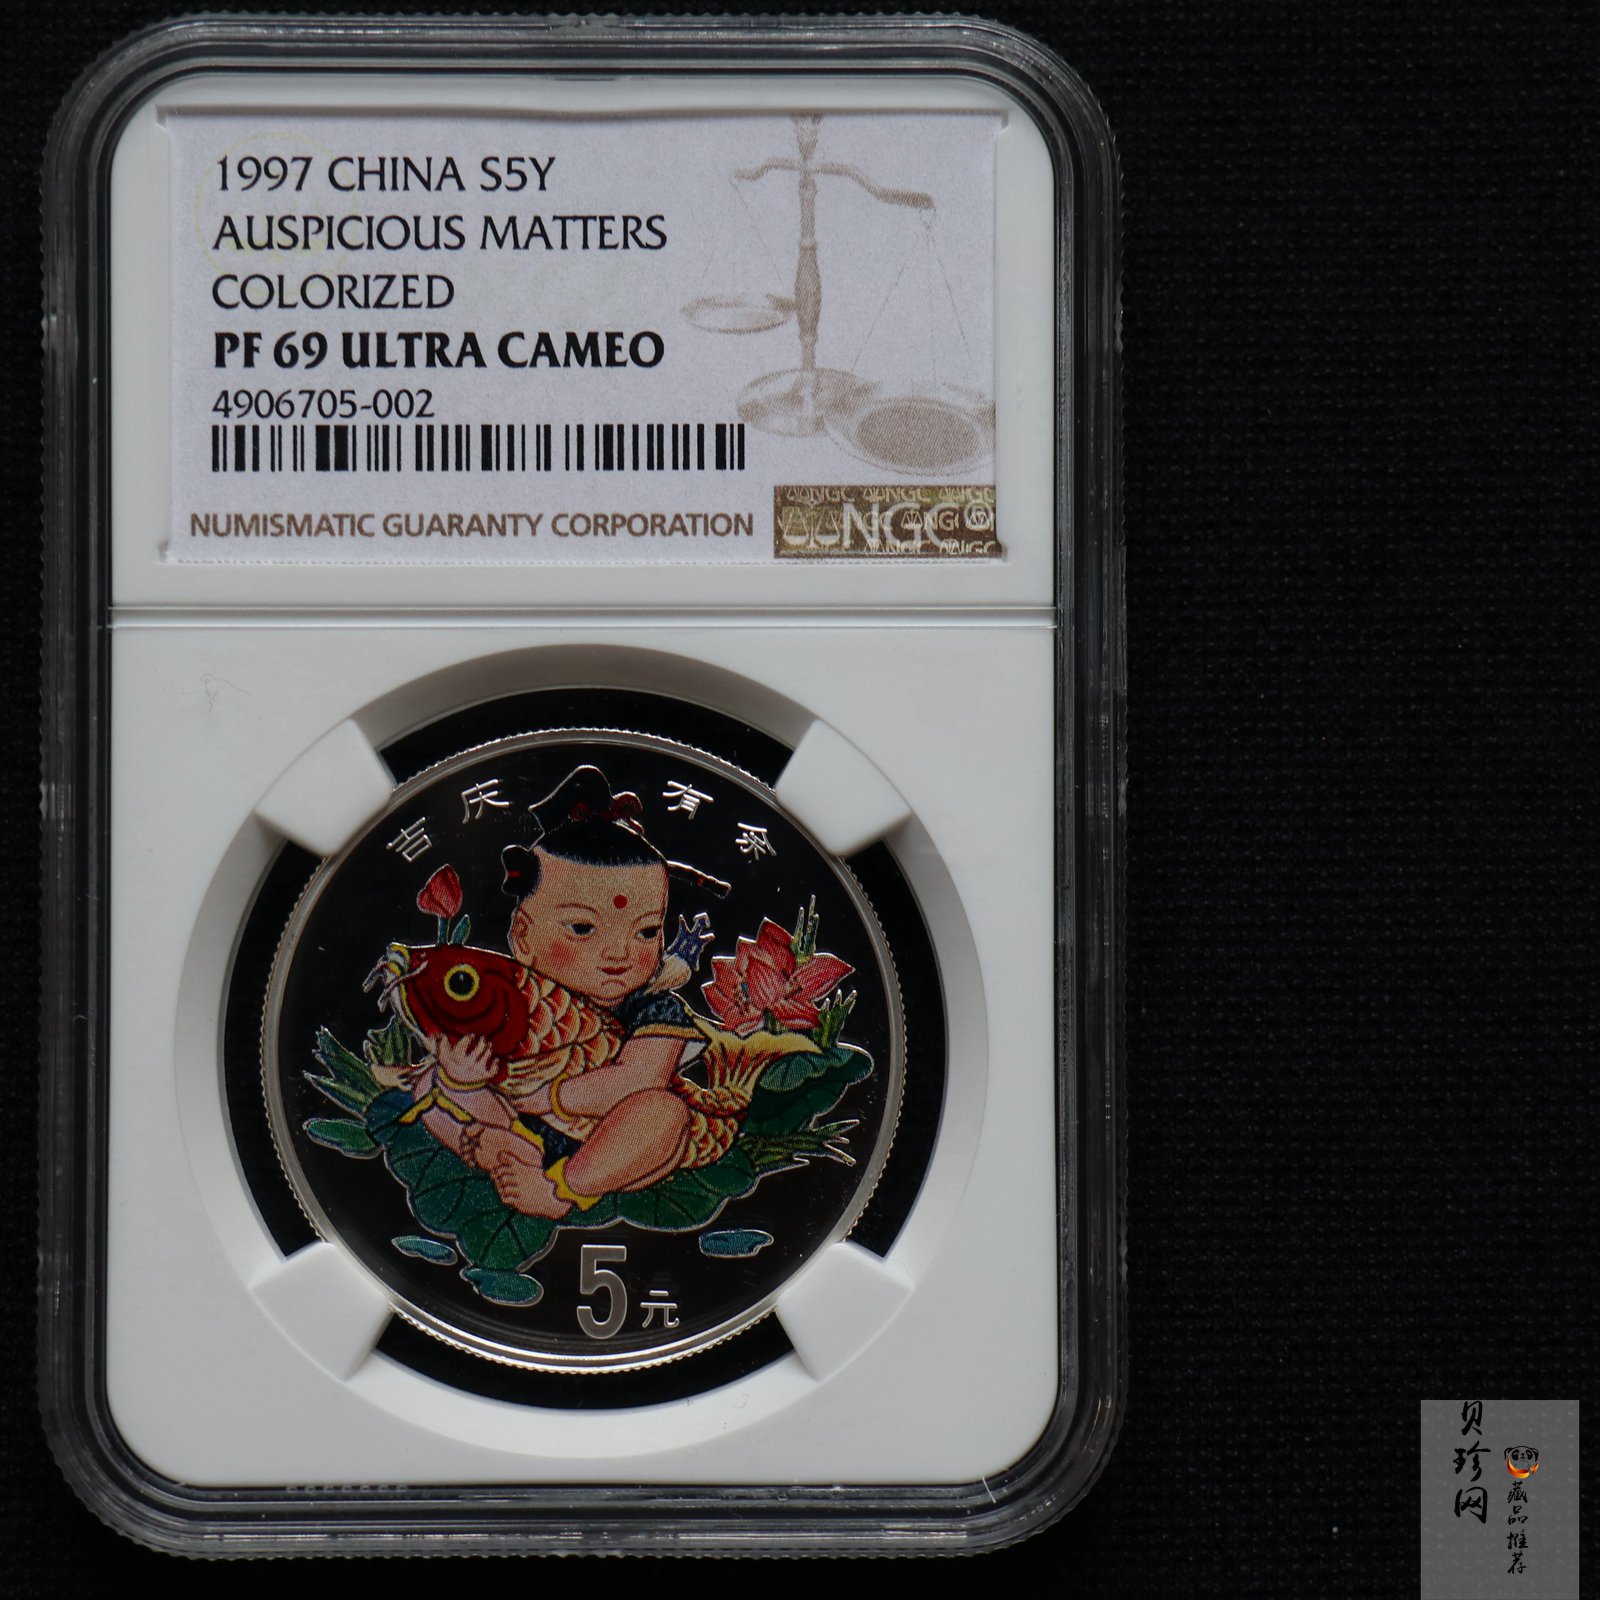 1997 CHINA S5Y
AUSPICIOUS MATTERS
COLORIZED
PF 69 ULTRA CAMEO
4906705-002
NUMISMATIC GUARANTY CORPORATION
NGC®
吉庆有余
5元
贝珍网
藏品推荐